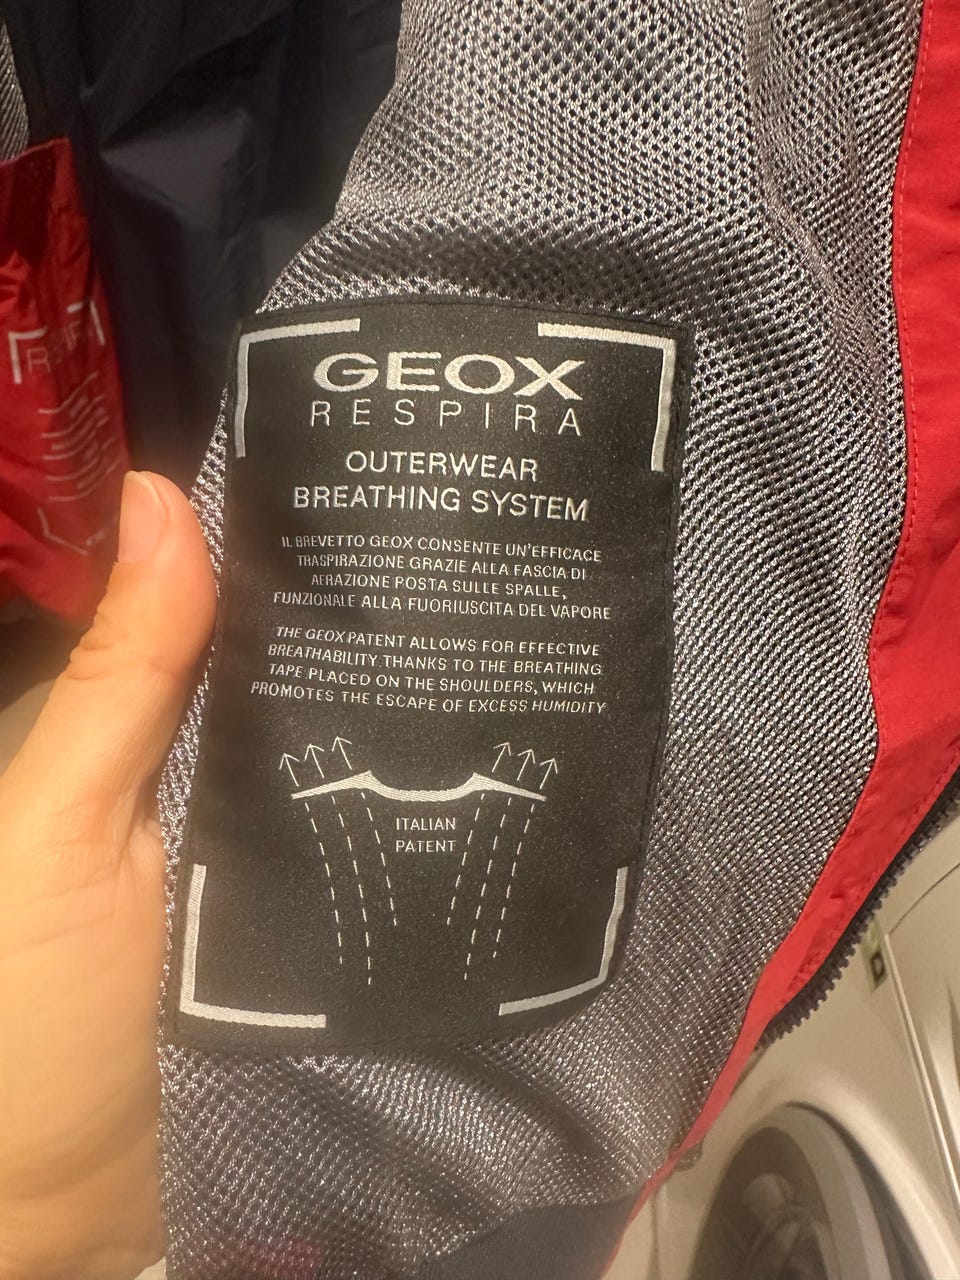 GEOX
RESPIRA
OUTERWEAR
BREATHING SYSTEM
IL BREVETTO GEOX CONSENTE UN'EFFICACE
TRASPIRAZIONE GRAZIE ALLA FASCIA DI
AERAZIONE POSTA SULLE SPALLE,
FUNZIONALE ALLA FUORIUSCITA DEL VAPORE
THE GEOX PATENT ALLOWS FOR EFFECTIVE
BREATHABILITY THANKS TO THE BREATHING
TAPE PLACED ON THE SHOULDERS, WHICH
PROMOTES THE ESCAPE OF EXCESS HUMIDITY
ITALIAN
PATENT